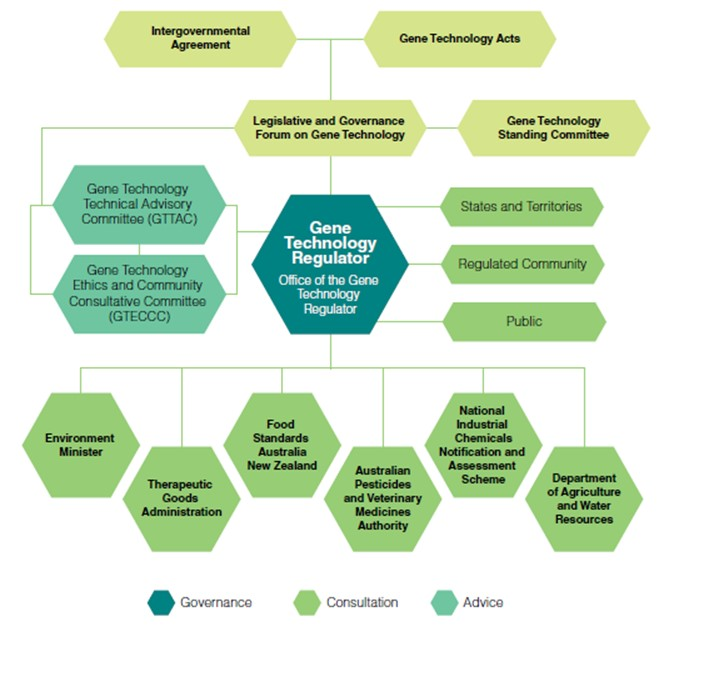 Intergovernmental
Agreement
Gene Technology Acts
Legislative and Governance
Forum on Gene Technology
Gene Technology
Standing Committee
Gene Technology
Technical Advisory
Committee (GTTAC)
Gene Technology
Ethics and Community
Consultative Committee
(GTECCC)
Gene
Technology
Regulator
Office of the Gene
Technology
Regulator
States and Territories
Regulated Community
Public
Environment
Minister
Therapeutic
Goods
Administration
Food
Standards
Australia
New Zealand
Australian
Pesticides
and Veterinary
Medicines
Authority
National
Industrial
Chemicals
Notification and
Assessment
Scheme
Department
of Agriculture
and Water
Resources
Governance
Consultation
Advice